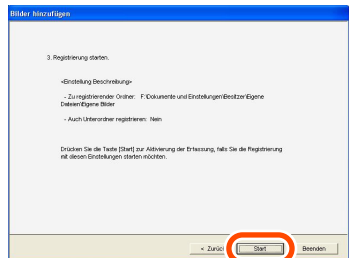 Bilder hinzufügen
3. Registrierung starten.
<Einstellung Beschreibung>
- Zu registrierender Ordner: F:\Dokumente und Einstellungen\Besitzer\Eigene
Dateien\Eigene Bilder
- Auch Unterordner registrieren: Nein
Drücken Sie die Taste [Start] zur Aktivierung der Erfassung, falls Sie die Registrierung
mit diesen Einstellungen starten möchten.
< Zurück Start Beenden